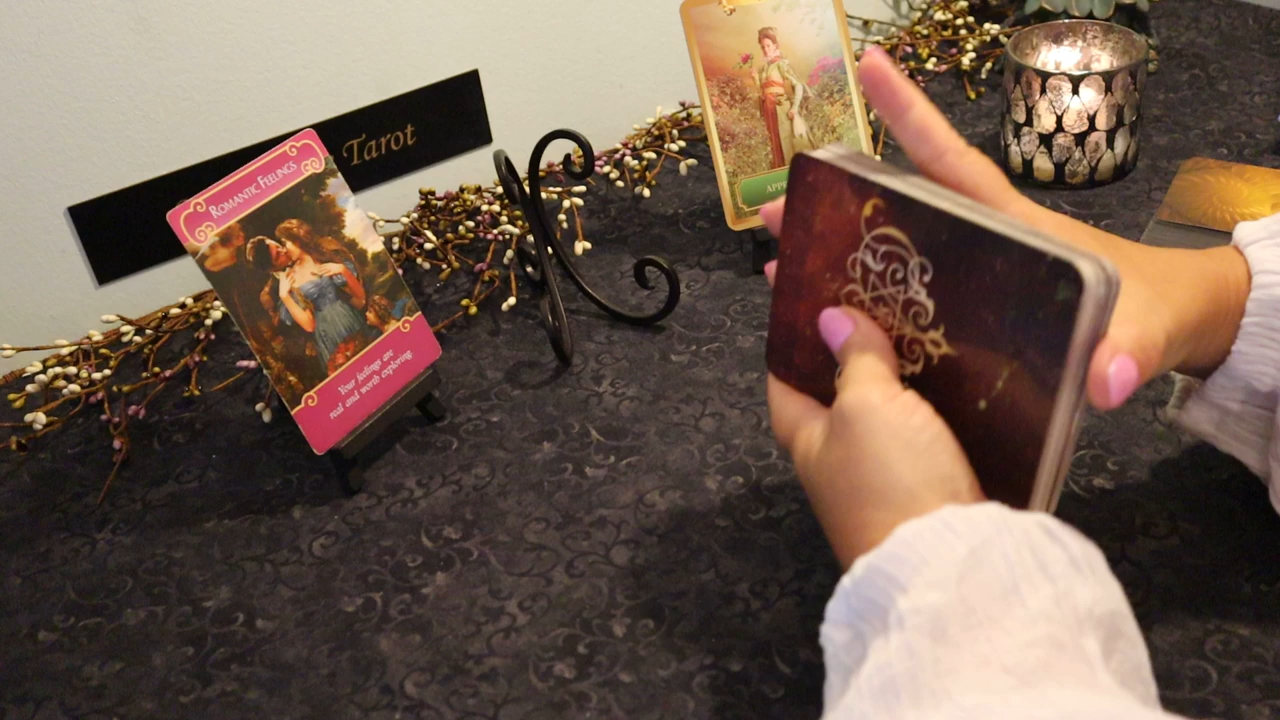 Tarot
ROMANTIC FEELINGS
Your feelings are
real and worth exploring.